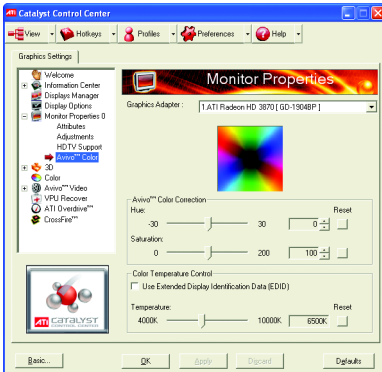 Catalyst Control Center
View Hotkeys Profiles Preferences Help
Graphics Settings
Welcome
Information Center
Displays Manager
Display Options
Monitor Properties 0
Attributes
Adjustments
HDTV Support
Avivo™ Color
3D
Color
Avivo™ Video
VPU Recover
ATI Overdrive™
CrossFire™
ATI CATALYST
CONTROL CENTER
Monitor Properties
Graphics Adapter :
1.ATI Radeon HD 3870 [ GD-1904BP ]
Avivo™ Color Correction
Hue:
Reset
-30 30 0
Saturation:
0 200 100
Color Temperature Control
Use Extended Display Identification Data (EDID)
Temperature:
Reset
4000K 10000K 6500K
Basic... OK Apply Discard Defaults